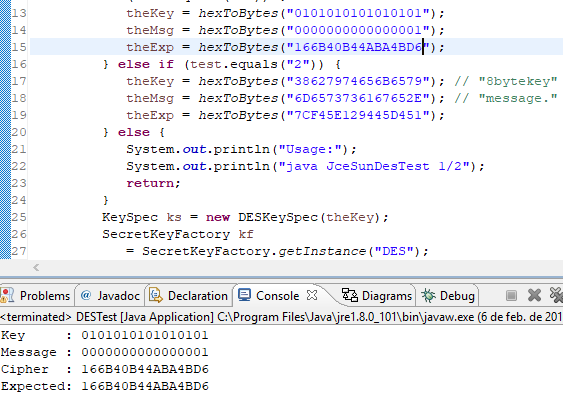 13 theKey = hexToBytes("0101010101010101");
14 theMsg = hexToBytes("0000000000000001");
15 theExp = hexToBytes("166B40B44ABA4BD6");
16 } else if (test.equals("2")) {
17 theKey = hexToBytes("38627974656B6579"); // "8bytekey"
18 theMsg = hexToBytes("6D6573736167652E"); // "message."
19 theExp = hexToBytes("7CF45E129445D451");
20 } else {
21 System.out.println("Usage:");
22 System.out.println("java JceSunDesTest 1/2");
23 return;
24 }
25 KeySpec ks = new DESKeySpec(theKey);
26 SecretKeyFactory kf
27 = SecretKeyFactory.getInstance("DES");
Problems @ Javadoc Declaration Console Diagrams Debug
<terminated> DESTest [Java Application] C:\Program Files\Java\jre1.8.0_101\bin\javaw.exe (6 de feb. de 201
Key : 0101010101010101
Message : 0000000000000001
Cipher : 166B40B44ABA4BD6
Expected: 166B40B44ABA4BD6